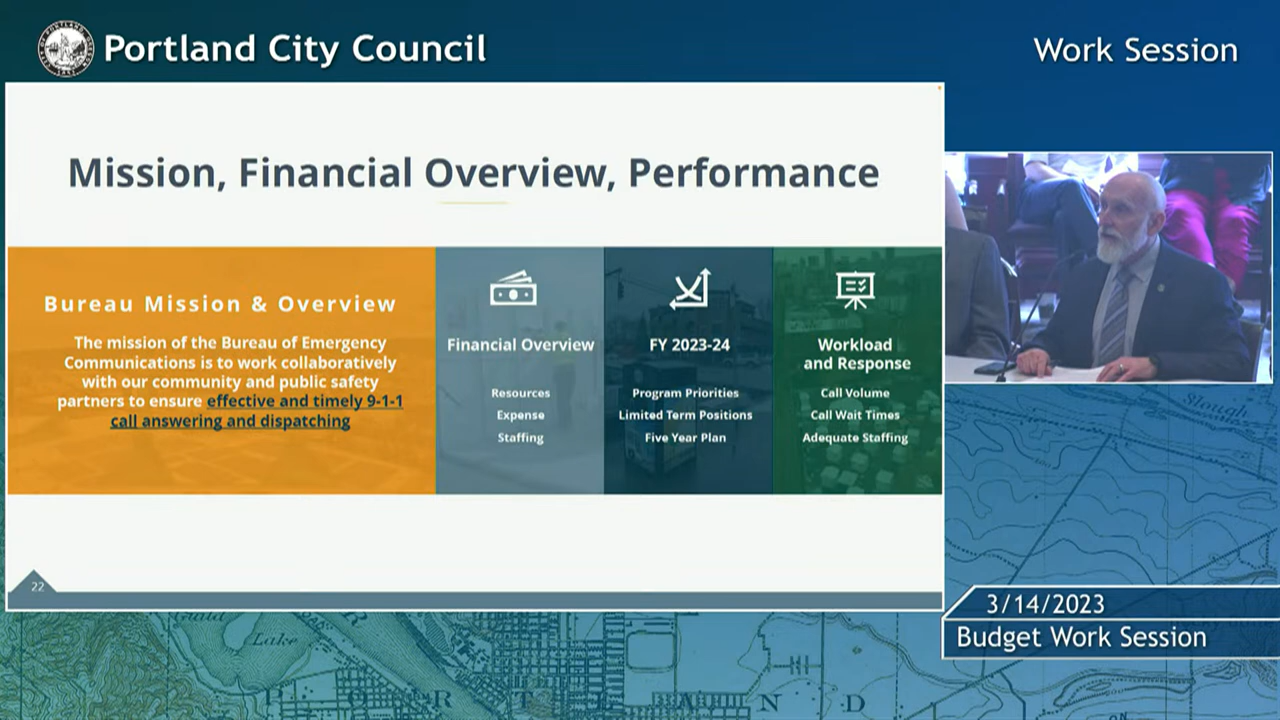 Portland City Council
Work Session
Mission, Financial Overview, Performance
Bureau Mission & Overview
The mission of the Bureau of Emergency
Communications is to work collaboratively
with our community and public safety
partners to ensure effective and timely 9-1-1
call answering and dispatching
Financial Overview
Resources
Expense
Staffing
FY 2023-24
Program Priorities
Limited Term Positions
Five Year Plan
Workload
and Response
Call Volume
Call Wait Times
Adequate Staffing
22
3/14/2023
Budget Work Session
Slough
Guild
Lake
P O R T L A N D